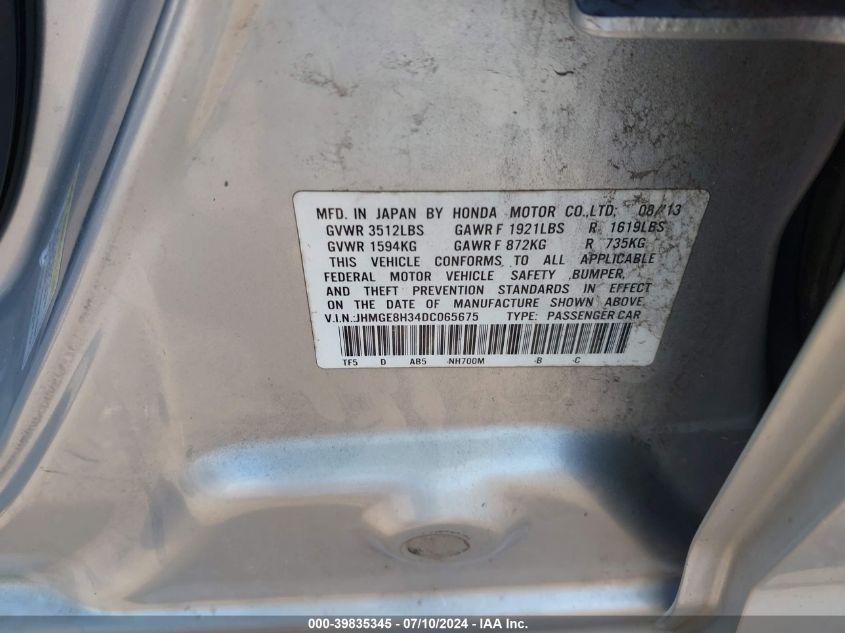 MFD. IN JAPAN BY HONDA MOTOR CO.,LTD; 08/13
GVWR 3512LBS GAWR F 1921LBS R 1619LBS
GVWR 1594KG GAWR F 872KG R 735KG
THIS VEHICLE CONFORMS TO ALL APPLICABLE
FEDERAL MOTOR VEHICLE SAFETY ,BUMPER,
AND THEFT PREVENTION STANDARDS IN EFFECT
ON THE DATE OF MANUFACTURE SHOWN ABOVE.
V.I.N.:JHMGE8H34DC065675 TYPE: PASSENGER CAR
TF5 D AB5 -NH700M -B -C
000-39835345 - 07/10/2024 - IAA Inc.